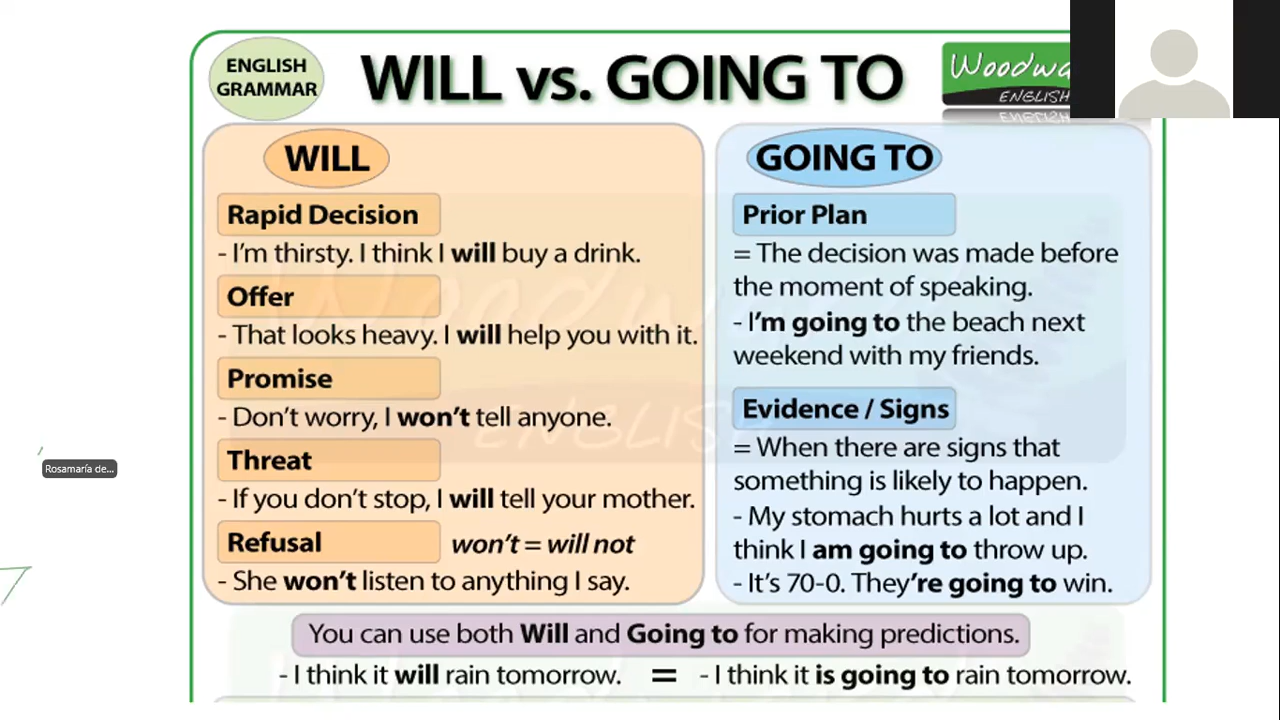 ENGLISH
GRAMMAR
WILL vs. GOING TO
ENGLISH
WILL
Rapid Decision
- I'm thirsty. I think I will buy a drink.
Offer
- That looks heavy. I will help you with it.
Promise
- Don't worry, I won't tell anyone.
Threat
- If you don't stop, I will tell your mother.
Refusal won't = will not
- She won't listen to anything I say.
GOING TO
Prior Plan
= The decision was made before
the moment of speaking.
- I'm going to the beach next
weekend with my friends.
Evidence / Signs
= When there are signs that
something is likely to happen.
- My stomach hurts a lot and I
think I am going to throw up.
- It's 70-0. They're going to win.
You can use both Will and Going to for making predictions.
- I think it will rain tomorrow. = - I think it is going to rain tomorrow.
Rosamaría de...